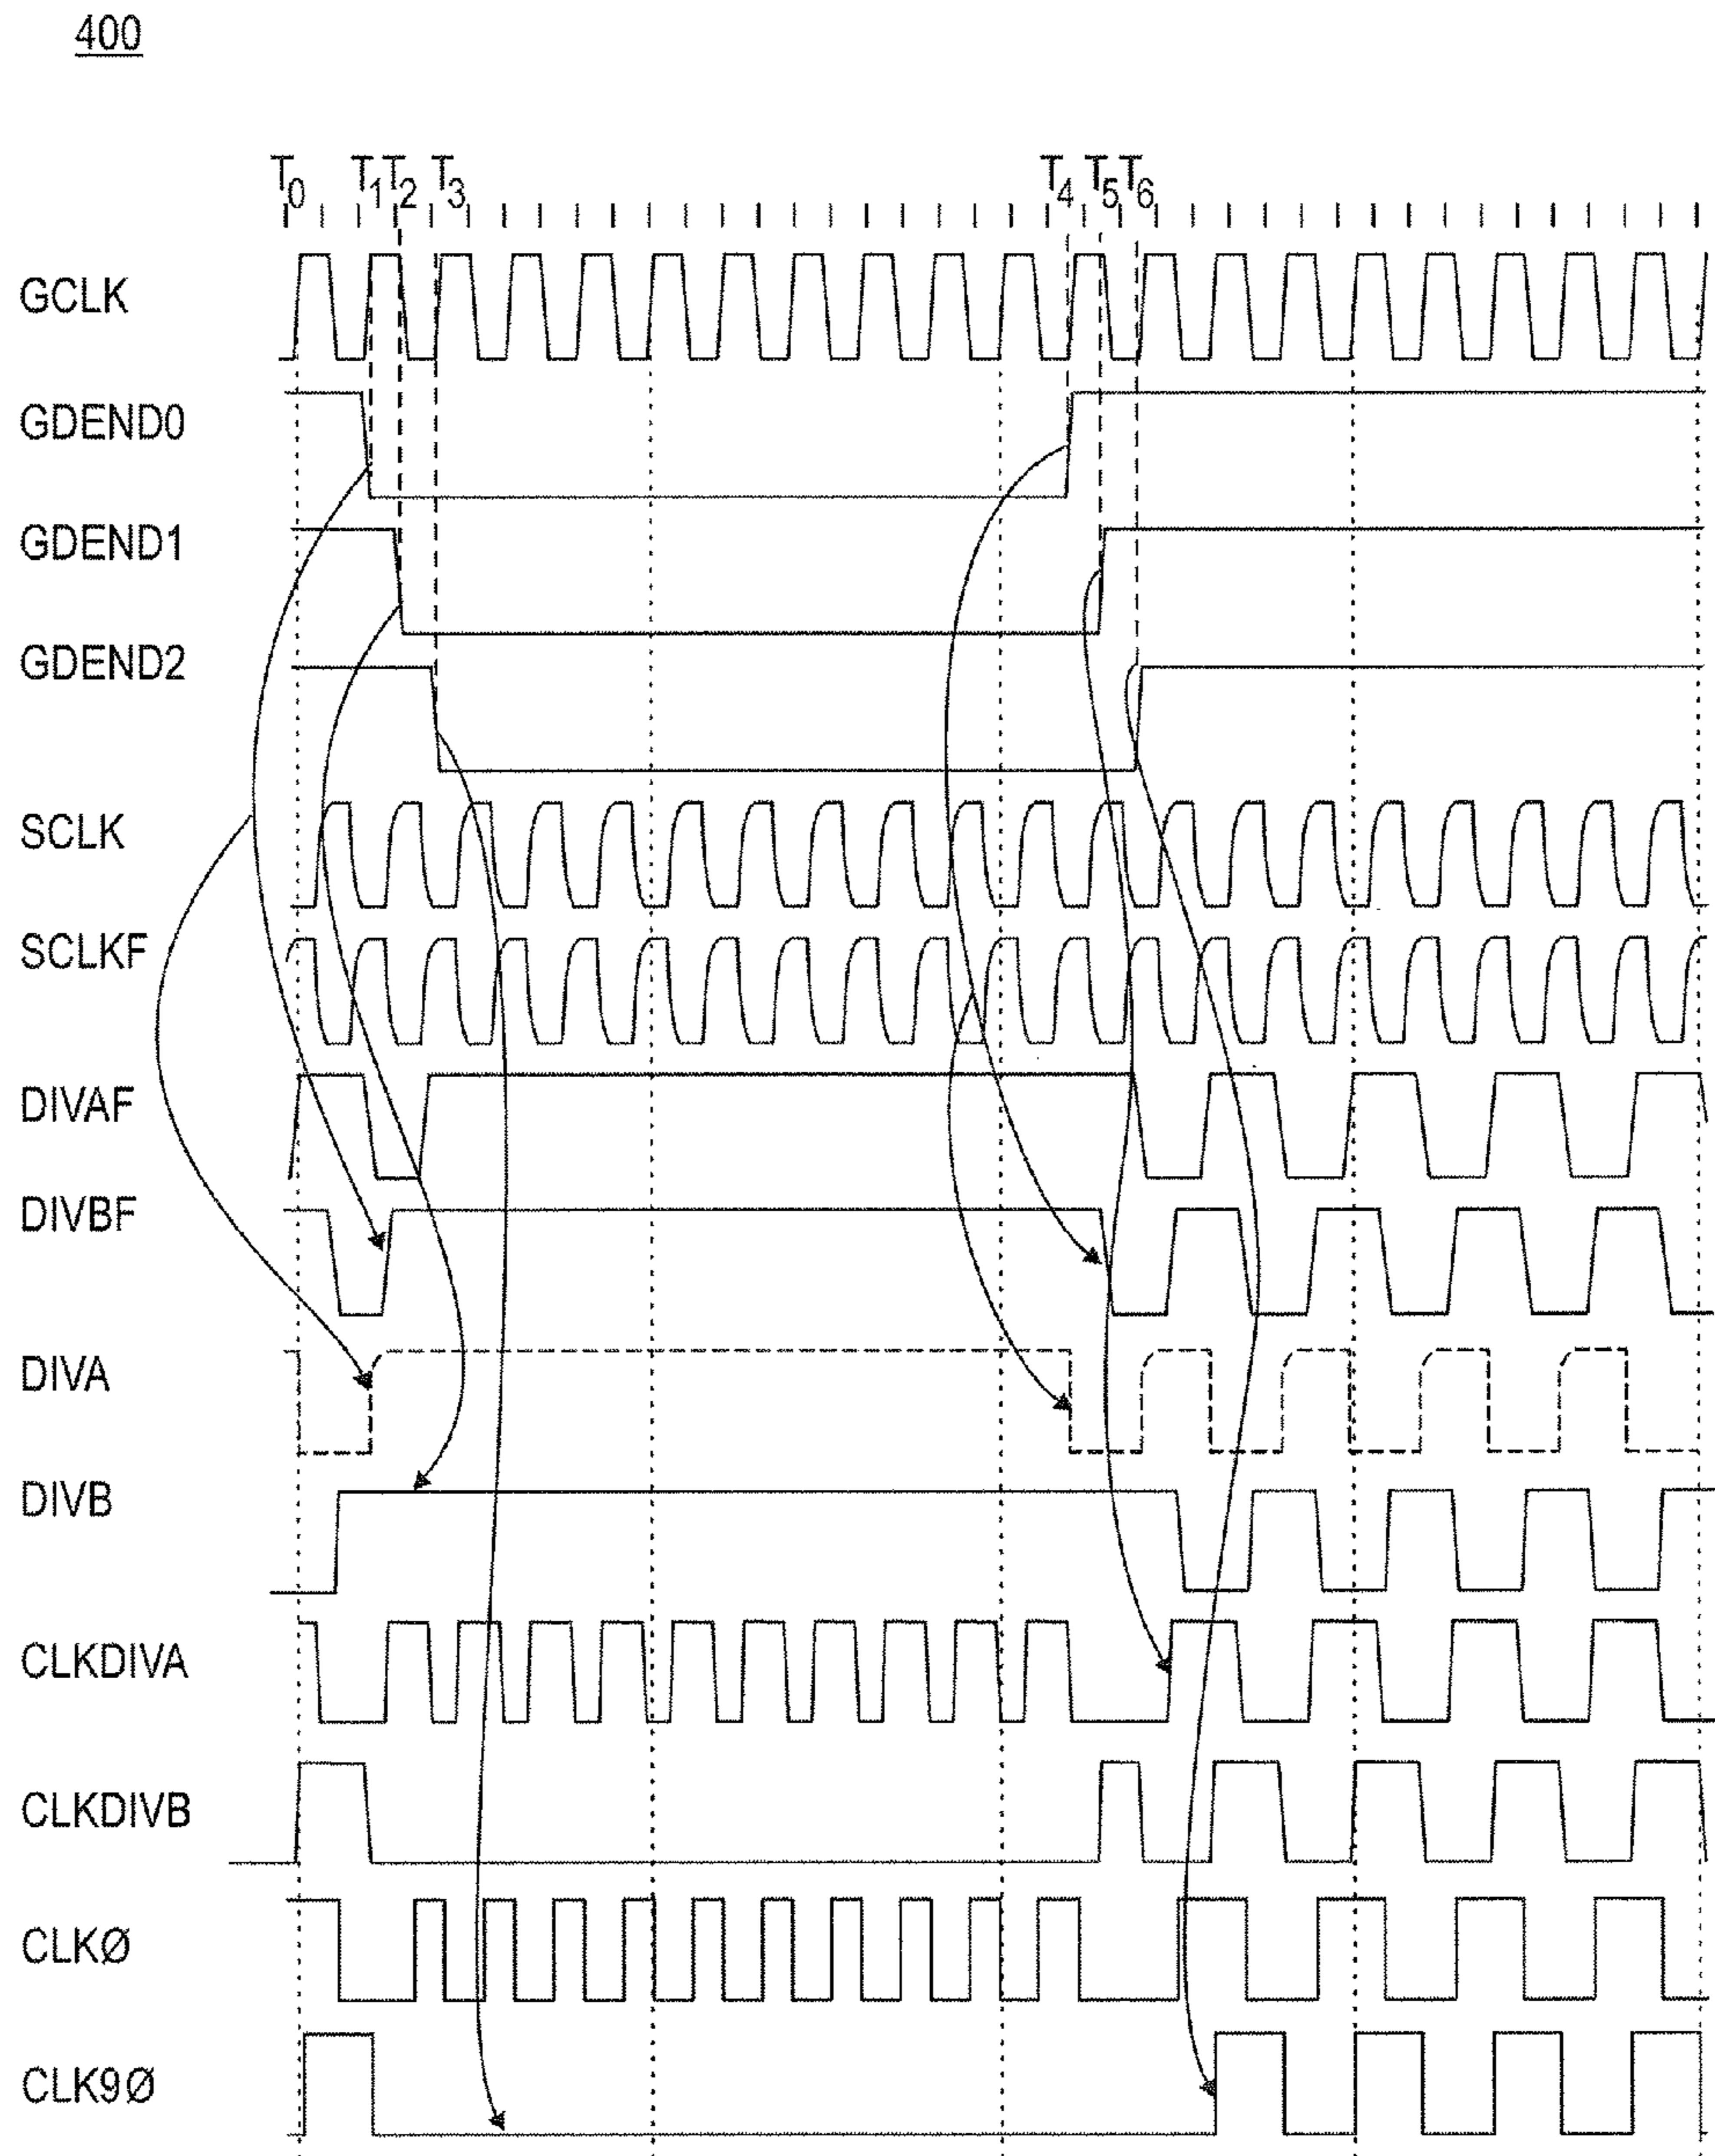 400
T0 T1 T2 T3 T4 T5 T6
GCLK
GDEND0
GDEND1
GDEND2
SCLK
SCLKF
DIVAF
DIVBF
DIVA
DIVB
CLKDIVA
CLKDIVB
CLKØ
CLK9Ø